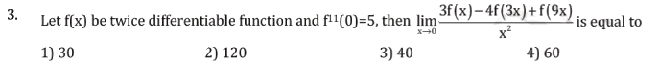 3. Let f(x) be twice differentiable function and f¹¹(0)=5, then lim x→0 (3f(x)−4f(3x)+f(9x))/x² is equal to
1) 30 2) 120 3) 40 4) 60